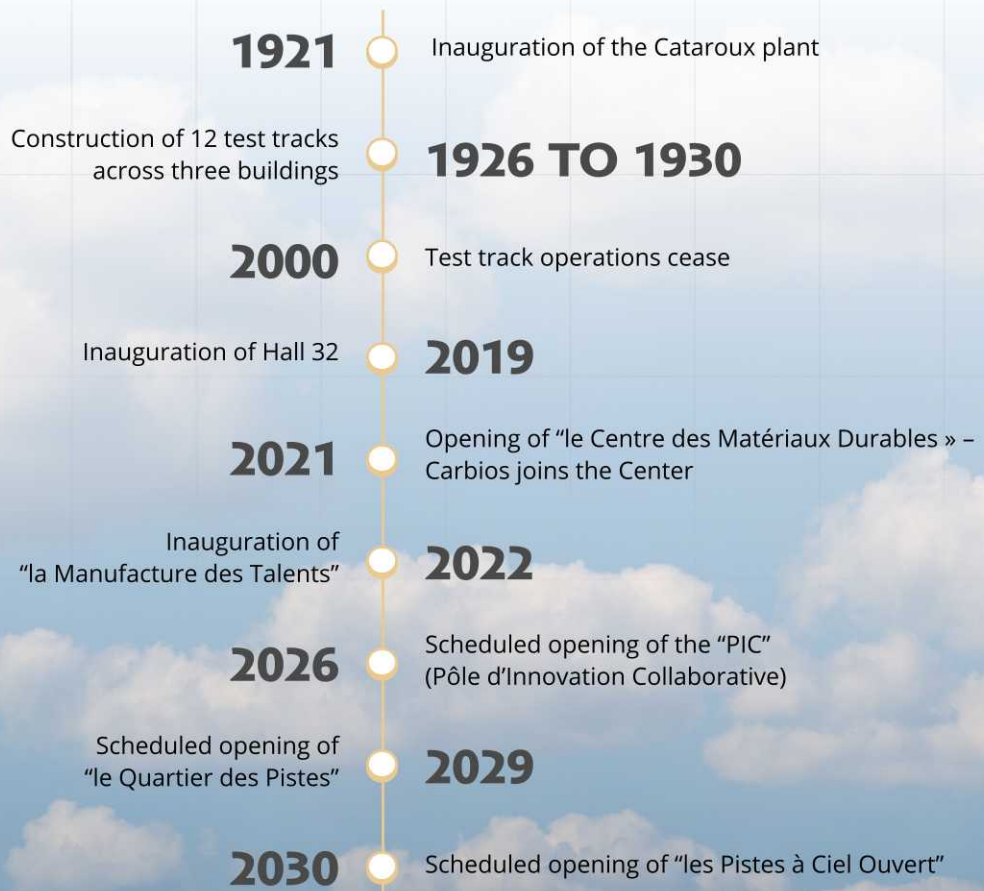 1921
Inauguration of the Cataroux plant
Construction of 12 test tracks
across three buildings
1926 TO 1930
2000
Test track operations cease
Inauguration of Hall 32
2019
2021
Opening of “le Centre des Matériaux Durables » –
Carbios joins the Center
Inauguration of
“la Manufacture des Talents”
2022
2026
Scheduled opening of the “PIC”
(Pôle d’Innovation Collaborative)
Scheduled opening of
“le Quartier des Pistes”
2029
2030
Scheduled opening of “les Pistes à Ciel Ouvert”